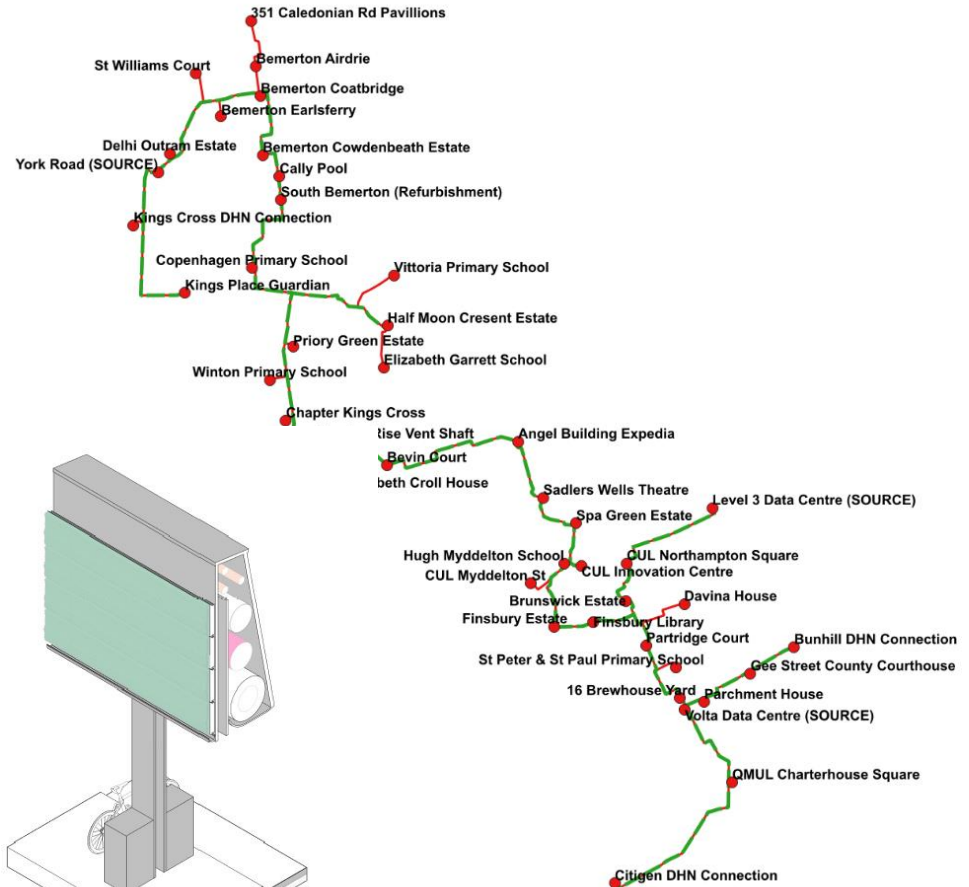 351 Caledonian Rd Pavillions
Bemerton Airdrie
St Williams Court
Bemerton Coatbridge
Bemerton Earlsferry
Delhi Outram Estate
Bemerton Cowdenbeath Estate
York Road (SOURCE)
Cally Pool
South Bemerton (Refurbishment)
Kings Cross DHN Connection
Copenhagen Primary School
Vittoria Primary School
Kings Place Guardian
Half Moon Cresent Estate
Priory Green Estate
Elizabeth Garrett School
Winton Primary School
Chapter Kings Cross
Rise Vent Shaft
Angel Building Expedia
Bevin Court
beth Croll House
Sadlers Wells Theatre
Level 3 Data Centre (SOURCE)
Spa Green Estate
Hugh Myddelton School
CUL Northampton Square
CUL Innovation Centre
CUL Myddelton St
Brunswick Estate
Davina House
Finsbury Estate
Finsbury Library
Partridge Court
Bunhill DHN Connection
St Peter & St Paul Primary School
Gee Street County Courthouse
16 Brewhouse Yard
Parchment House
Volta Data Centre (SOURCE)
QMUL Charterhouse Square
Citigen DHN Connection